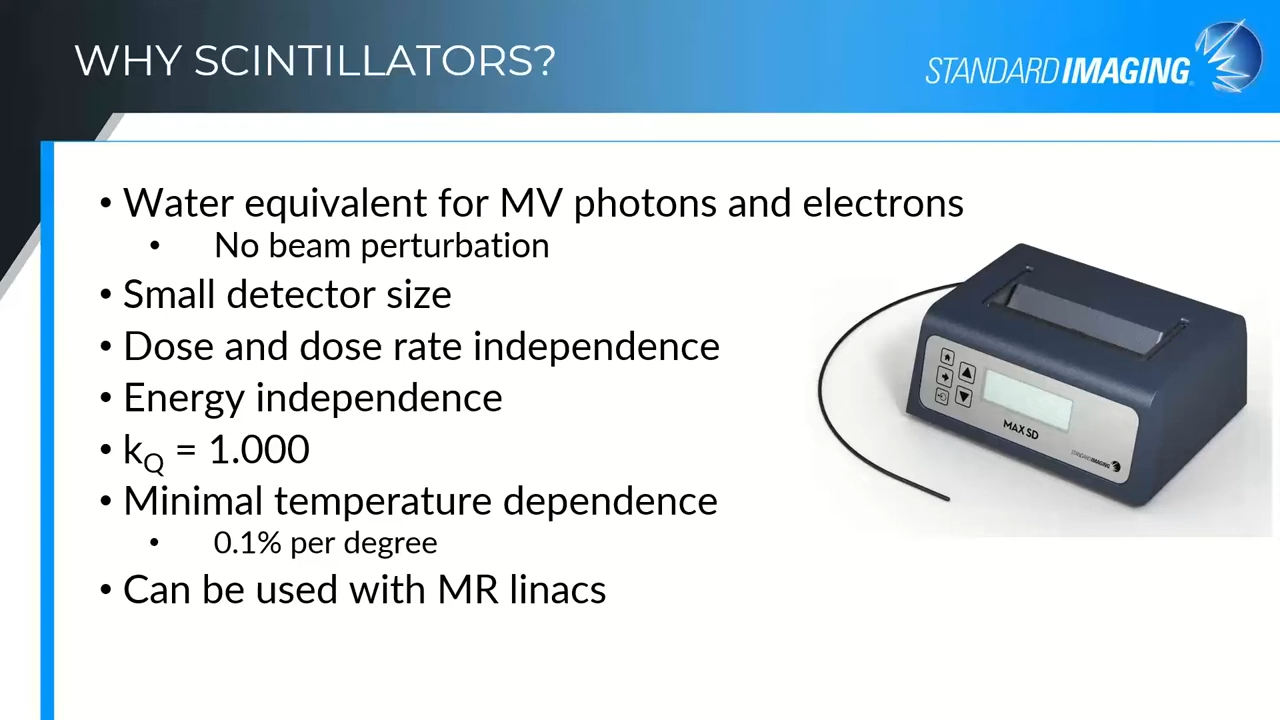 WHY SCINTILLATORS?
STANDARD IMAGING
• Water equivalent for MV photons and electrons
• No beam perturbation
• Small detector size
• Dose and dose rate independence
• Energy independence
• kQ = 1.000
• Minimal temperature dependence
• 0.1% per degree
• Can be used with MR linacs
MAX SD
STANDARD IMAGING